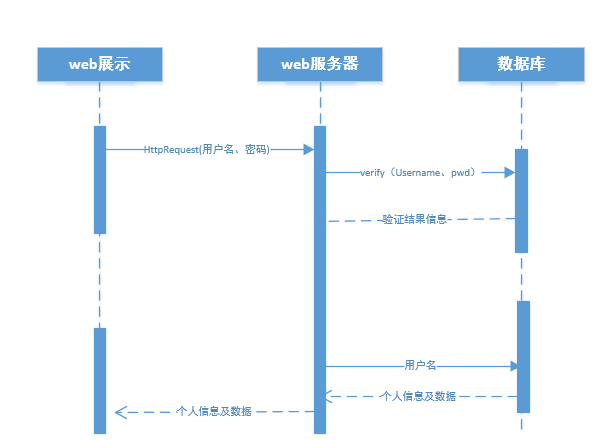 web展示
web服务器
数据库
HttpRequest(用户名、密码)
verify（Username、pwd）
验证结果信息
用户名
个人信息及数据
个人信息及数据